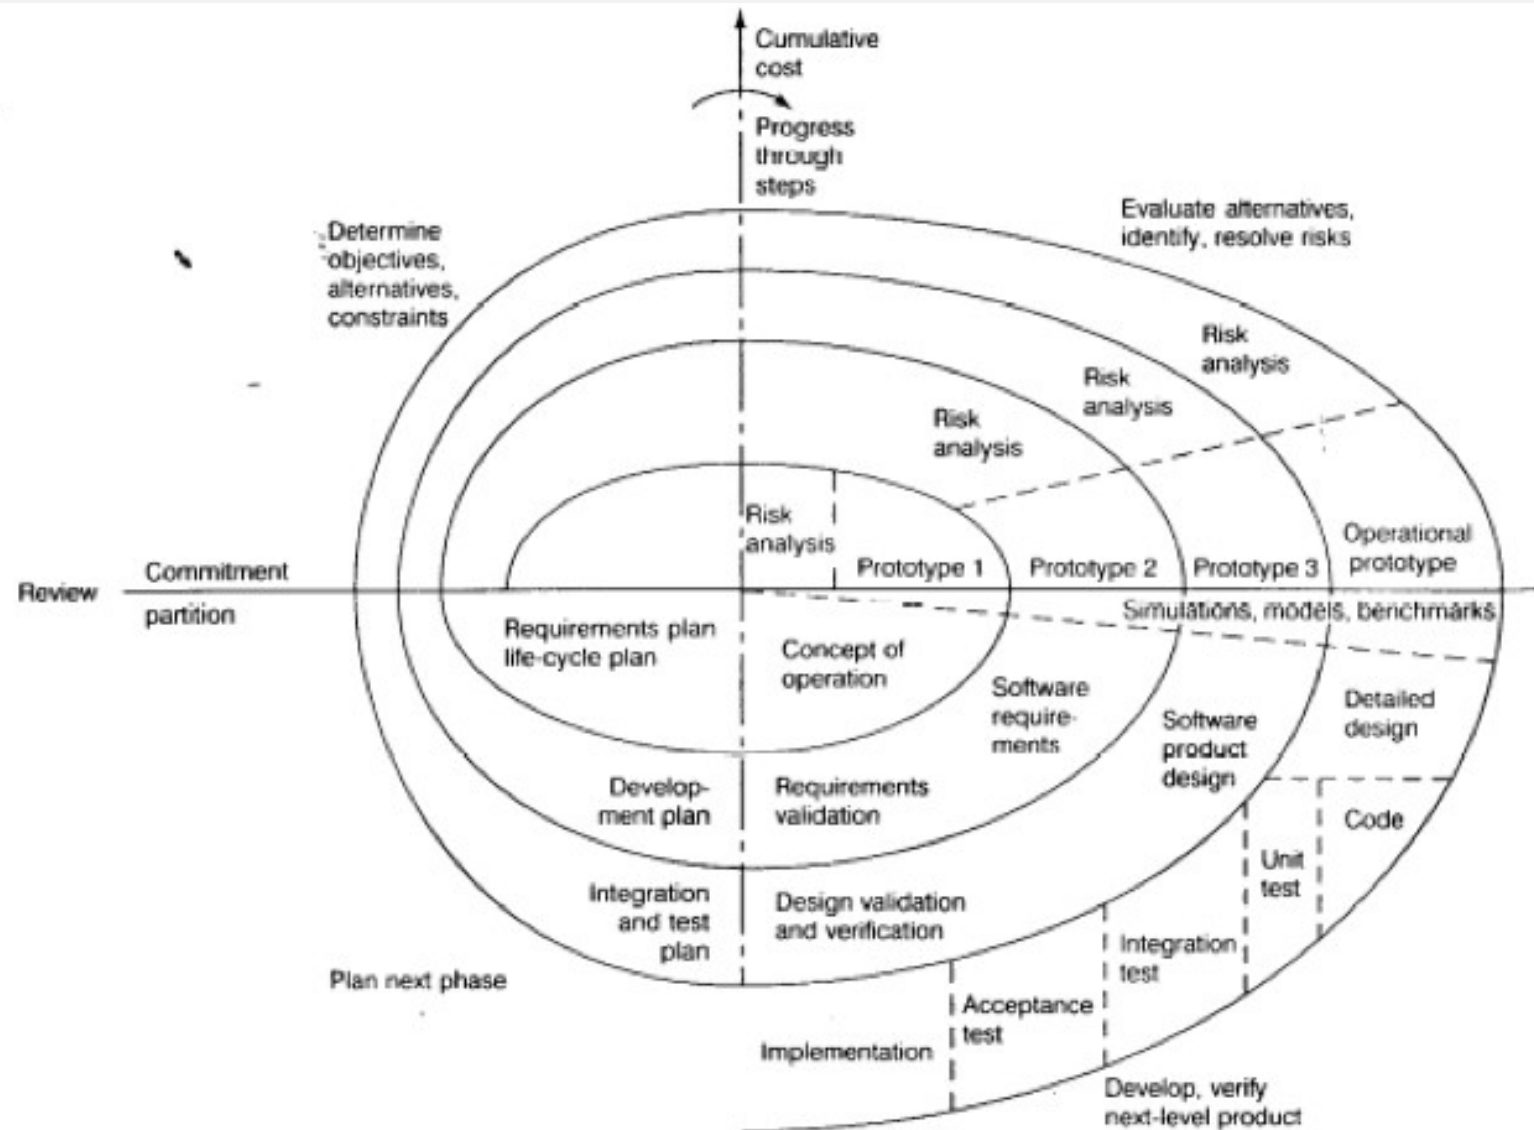 Cumulative
cost
Progress
through
steps
Evaluate alternatives,
identify, resolve risks
Determine
objectives,
alternatives,
constraints
Risk
analysis
Risk
analysis
Risk
analysis
Risk
analysis
Operational
prototype
Prototype 1
Prototype 2
Prototype 3
Review
Commitment
partition
Simulations, models, benchmarks
Requirements plan
life-cycle plan
Concept of
operation
Software
require-
ments
Software
product
design
Detailed
design
Develop-
ment plan
Requirements
validation
Code
Unit
test
Integration
and test
plan
Design validation
and verification
Integration
test
Plan next phase
Acceptance
test
Implementation
Develop, verify
next-level product